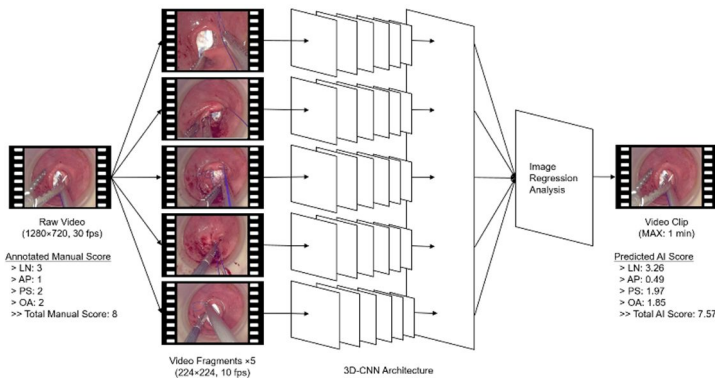 Raw Video
(1280×720, 30 fps)
Annotated Manual Score
> LN: 3
> AP: 1
> PS: 2
> OA: 2
>> Total Manual Score: 8
Video Fragments ×5
(224×224, 10 fps)
3D-CNN Architecture
Image
Regression
Analysis
Video Clip
(MAX: 1 min)
Predicted AI Score
> LN: 3.26
> AP: 0.49
> PS: 1.97
> OA: 1.85
>> Total AI Score: 7.57